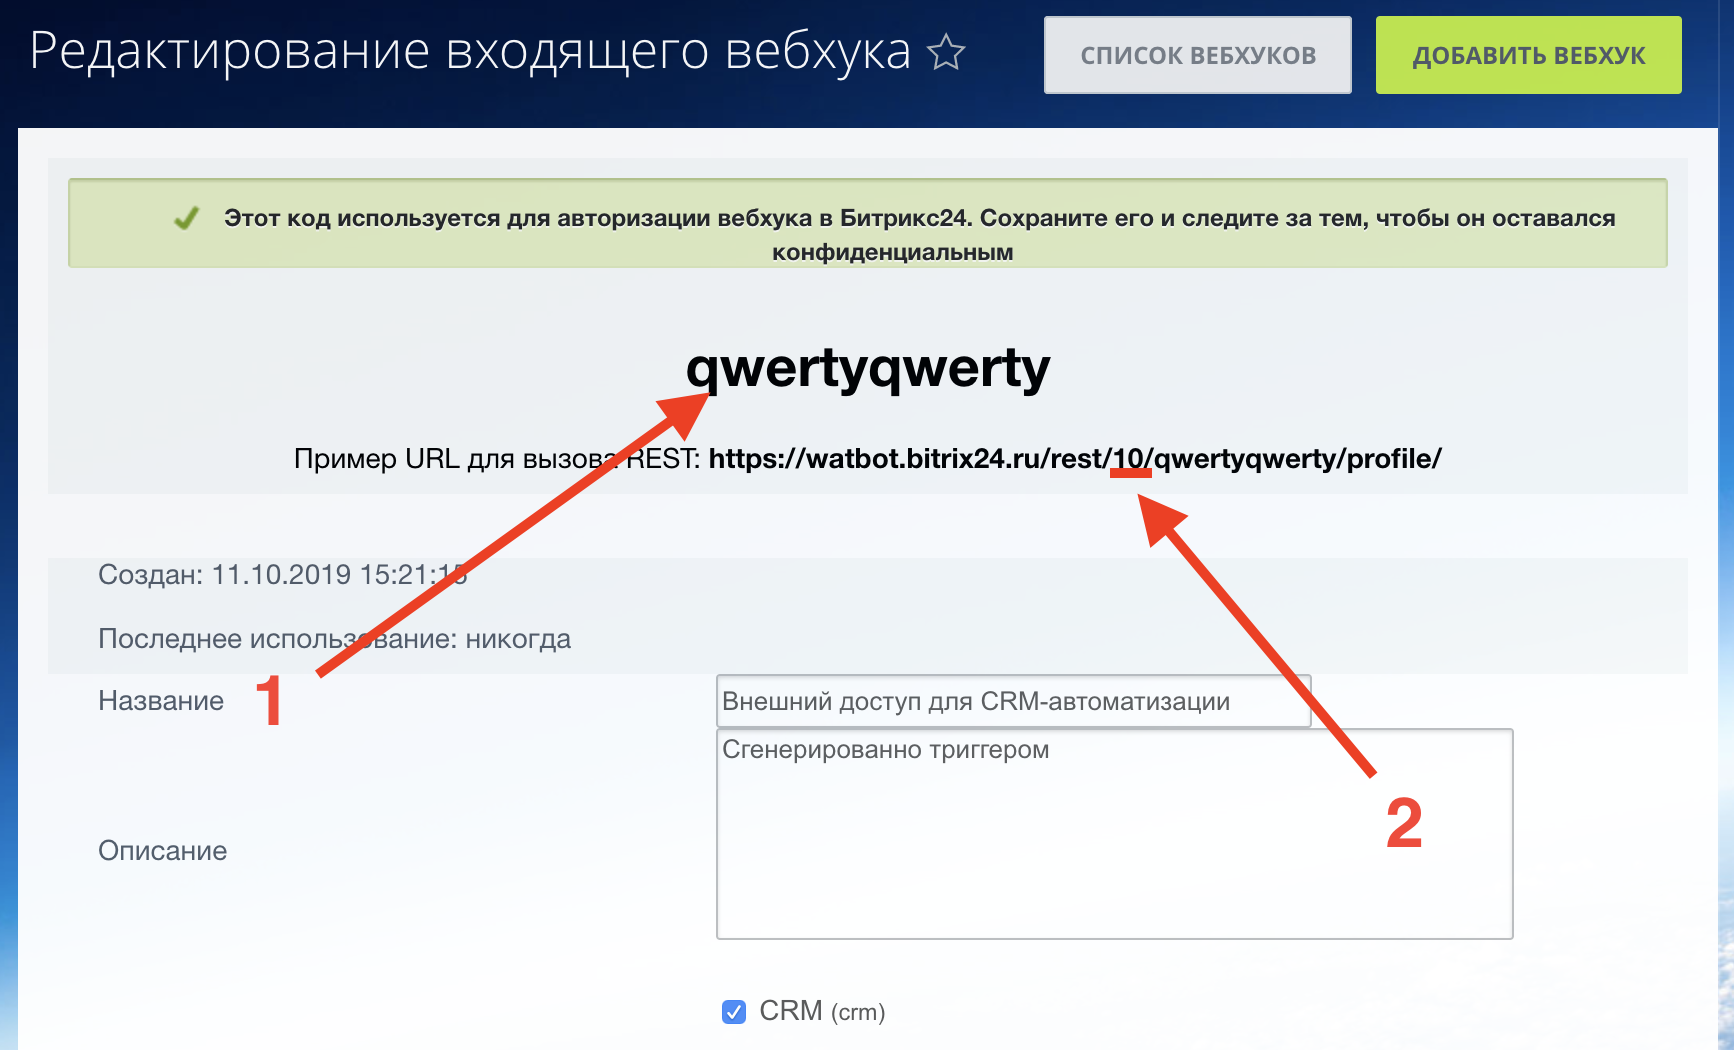 Редактирование входящего вебхука
СПИСОК ВЕБХУКОВ
ДОБАВИТЬ ВЕБХУК
Этот код используется для авторизации вебхука в Битрикс24. Сохраните его и следите за тем, чтобы он оставался
конфиденциальным
qwertyqwerty
Пример URL для вызова REST: https://watbot.bitrix24.ru/rest/10/qwertyqwerty/profile/
Создан: 11.10.2019 15:21:15
Последнее использование: никогда
Название
1
Внешний доступ для CRM-автоматизации
Сгенерированно триггером
2
Описание
CRM (crm)